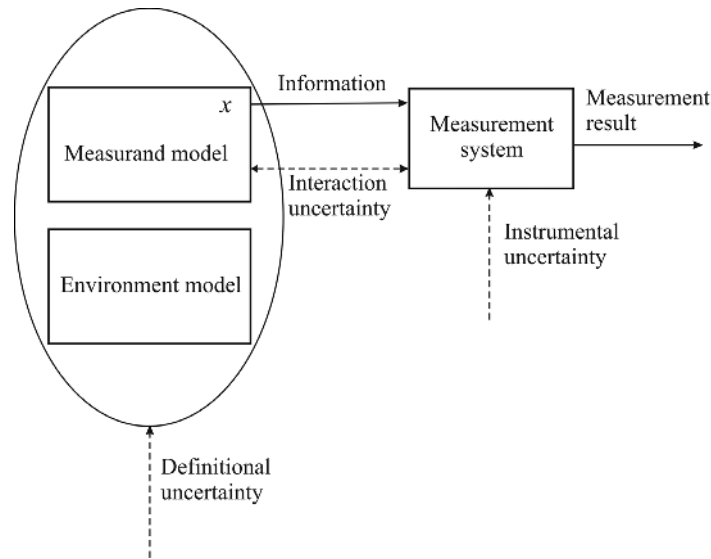 x
Measurand model
Information
Interaction
uncertainty
Measurement
system
Measurement
result
Environment model
Instrumental
uncertainty
Definitional
uncertainty